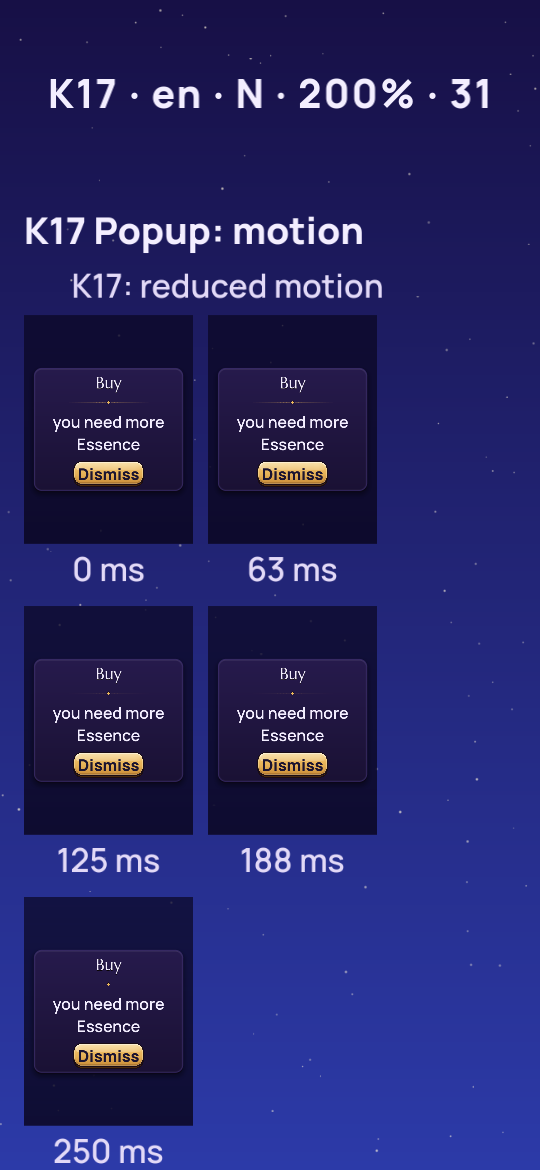 K17 · en · N · 200% · 31
K17 Popup: motion
K17: reduced motion
Buy
you need more
Essence
Dismiss
0 ms
Buy
you need more
Essence
Dismiss
63 ms
Buy
you need more
Essence
Dismiss
125 ms
Buy
you need more
Essence
Dismiss
188 ms
Buy
you need more
Essence
Dismiss
250 ms